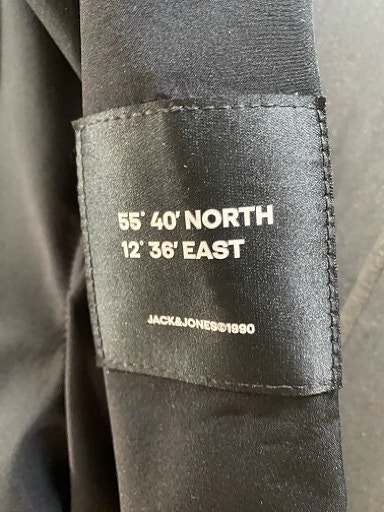 55° 40' NORTH
12° 36' EAST
JACK&JONES©1990